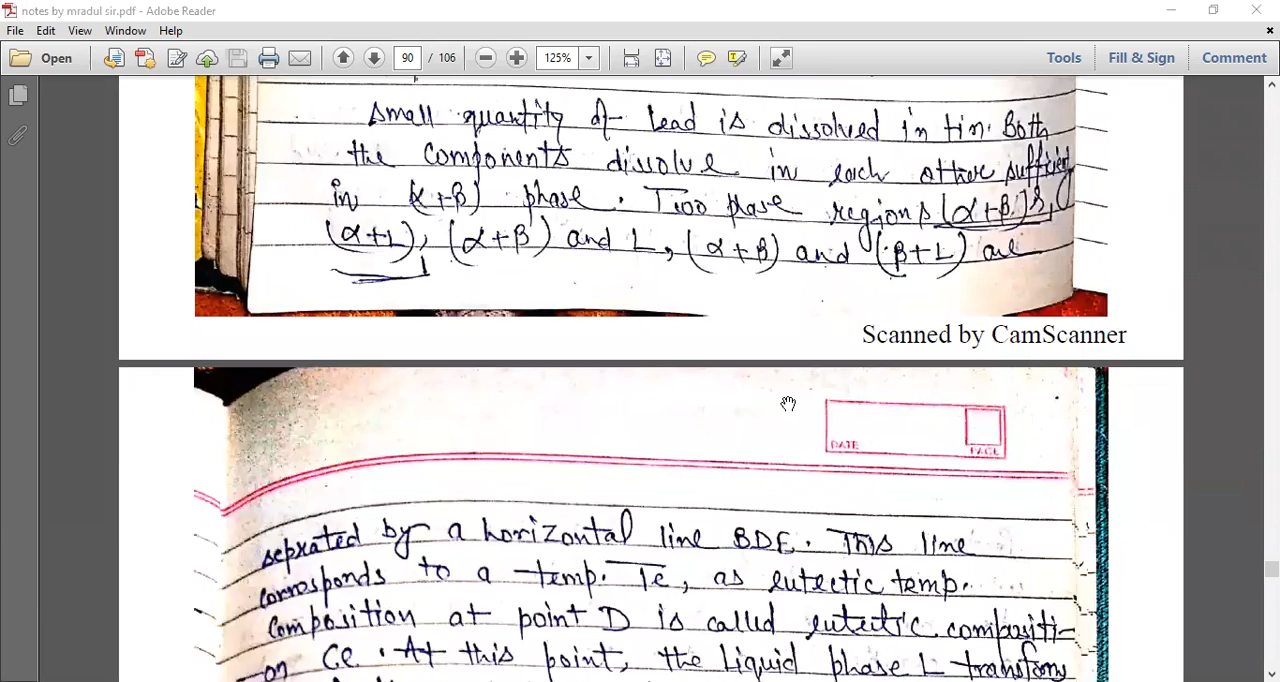 notes by mradul sir.pdf - Adobe Reader
File Edit View Window Help
Open 90 / 106 125% Tools Fill & Sign Comment
Small quantity of Lead is dissolved in tin. Both
the components dissolve in each other
in (α+β) phase. Two phase regions (α+β)
(α+L), (α+β) and L, (α+β) and (β+L) are
Scanned by CamScanner
DATE
PAGE
seprated by a horizontal line BDE. This line
corresponds to a temp. Te, as eutectic temp.
Composition at point D is called eutectic compositi-
on Ce. At this point, the liquid phase L transforms